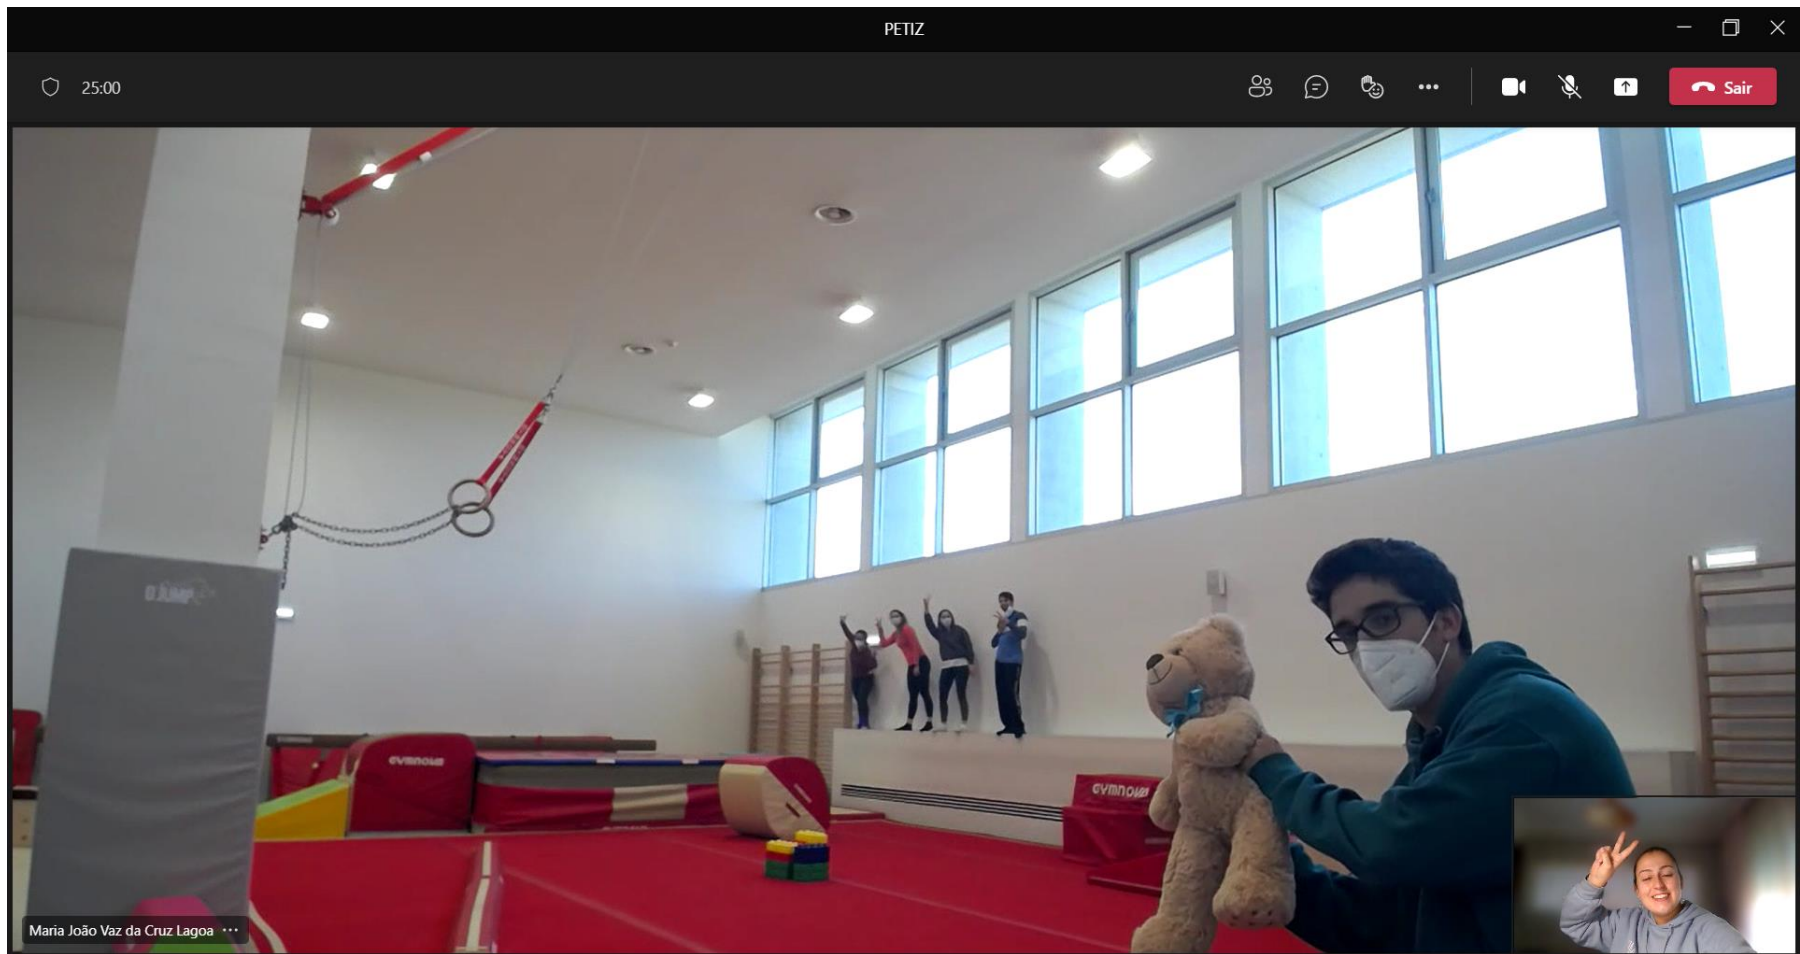 PETIZ
25:00
Sair
GYMNOVA
GYMNOVA
Maria João Vaz da Cruz Lagoa